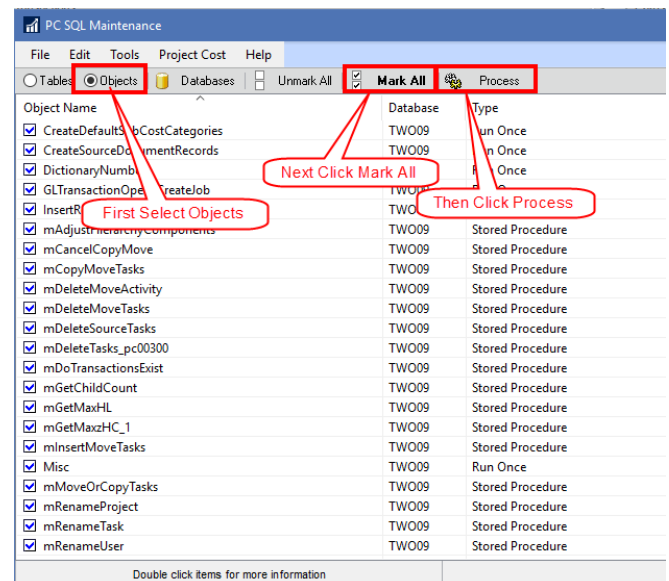 PC SQL Maintenance
File Edit Tools Project Cost Help
Tables Objects Databases Unmark All Mark All Process
Object Name Database Type
CreateDefaultSubCostCategories TWO09 Run Once
CreateSourceDocumentRecords TWO09 Run Once
Once
Next Click Mark All
TWO09
Then Click Process
First Select Objects
Stored Procedure
mCancelCopyMove TWO09 Stored Procedure
mCopyMoveTasks TWO09 Stored Procedure
mDeleteMoveActivity TWO09 Stored Procedure
mDeleteMoveTasks TWO09 Stored Procedure
mDeleteSourceTasks TWO09 Stored Procedure
mDeleteTasks_pc00300 TWO09 Stored Procedure
mDoTransactionsExist TWO09 Stored Procedure
mGetChildCount TWO09 Stored Procedure
mGetMaxHL TWO09 Stored Procedure
mGetMaxzHC_1 TWO09 Stored Procedure
mInsertMoveTasks TWO09 Stored Procedure
Misc TWO09 Run Once
mMoveOrCopyTasks TWO09 Stored Procedure
mRenameProject TWO09 Stored Procedure
mRenameTask TWO09 Stored Procedure
mRenameUser TWO09 Stored Procedure
Double click items for more information